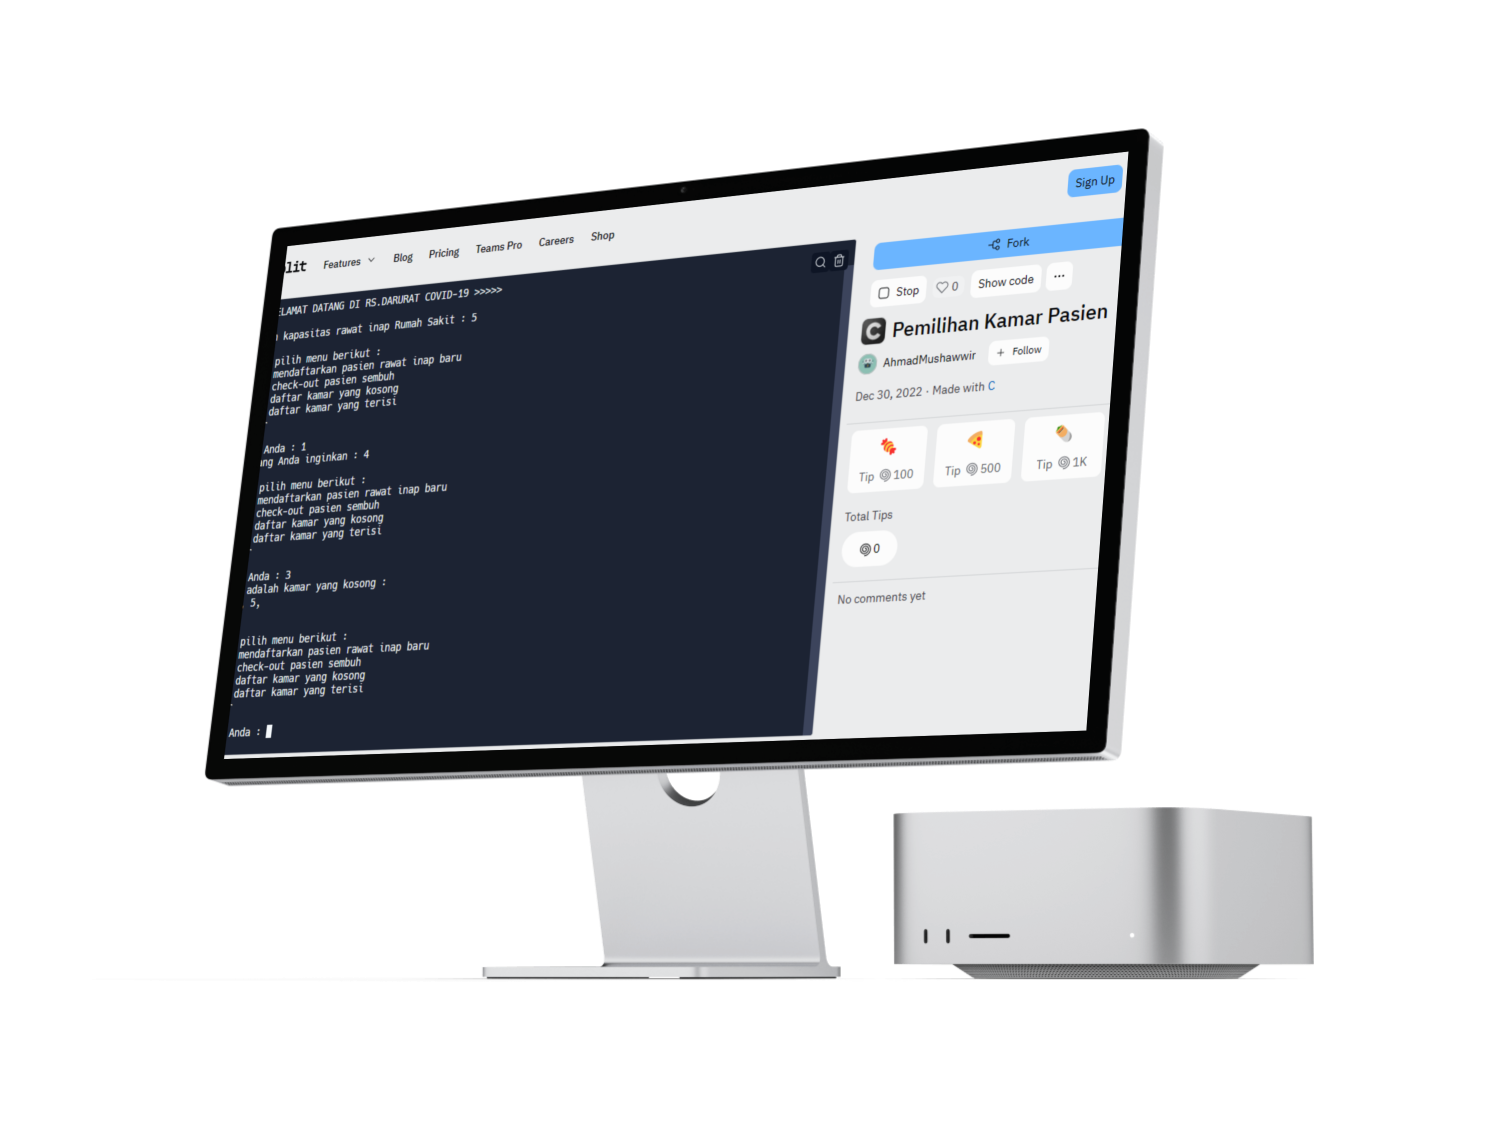 lit Features Blog Pricing Teams Pro Careers Shop
Sign Up
ELAMAT DATANG DI RS.DARURAT COVID-19 >>>>>
kapasitas rawat inap Rumah Sakit : 5
pilih menu berikut :
mendaftarkan pasien rawat inap baru
check-out pasien sembuh
daftar kamar yang kosong
daftar kamar yang terisi
Anda : 1
ng Anda inginkan : 4
pilih menu berikut :
mendaftarkan pasien rawat inap baru
check-out pasien sembuh
daftar kamar yang kosong
daftar kamar yang terisi
Anda : 3
adalah kamar yang kosong :
5,
pilih menu berikut :
mendaftarkan pasien rawat inap baru
check-out pasien sembuh
daftar kamar yang kosong
daftar kamar yang terisi
Anda :
Fork
Stop 0 Show code ...
C Pemilihan Kamar Pasien
AhmadMushawwir + Follow
Dec 30, 2022 · Made with C
Tip 100 Tip 500 Tip 1K
Total Tips
0
No comments yet